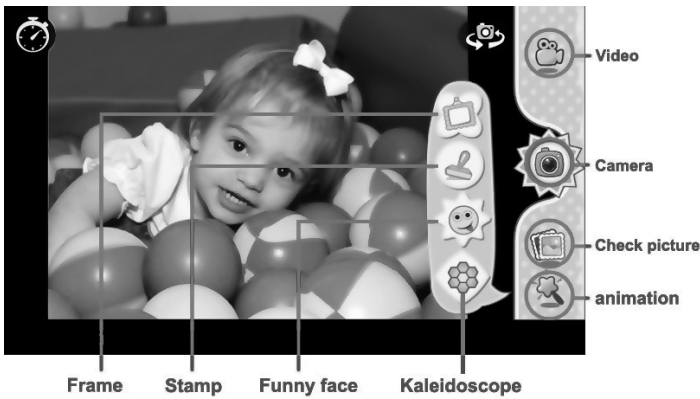 Video
Camera
Check picture
animation
Frame
Stamp
Funny face
Kaleidoscope